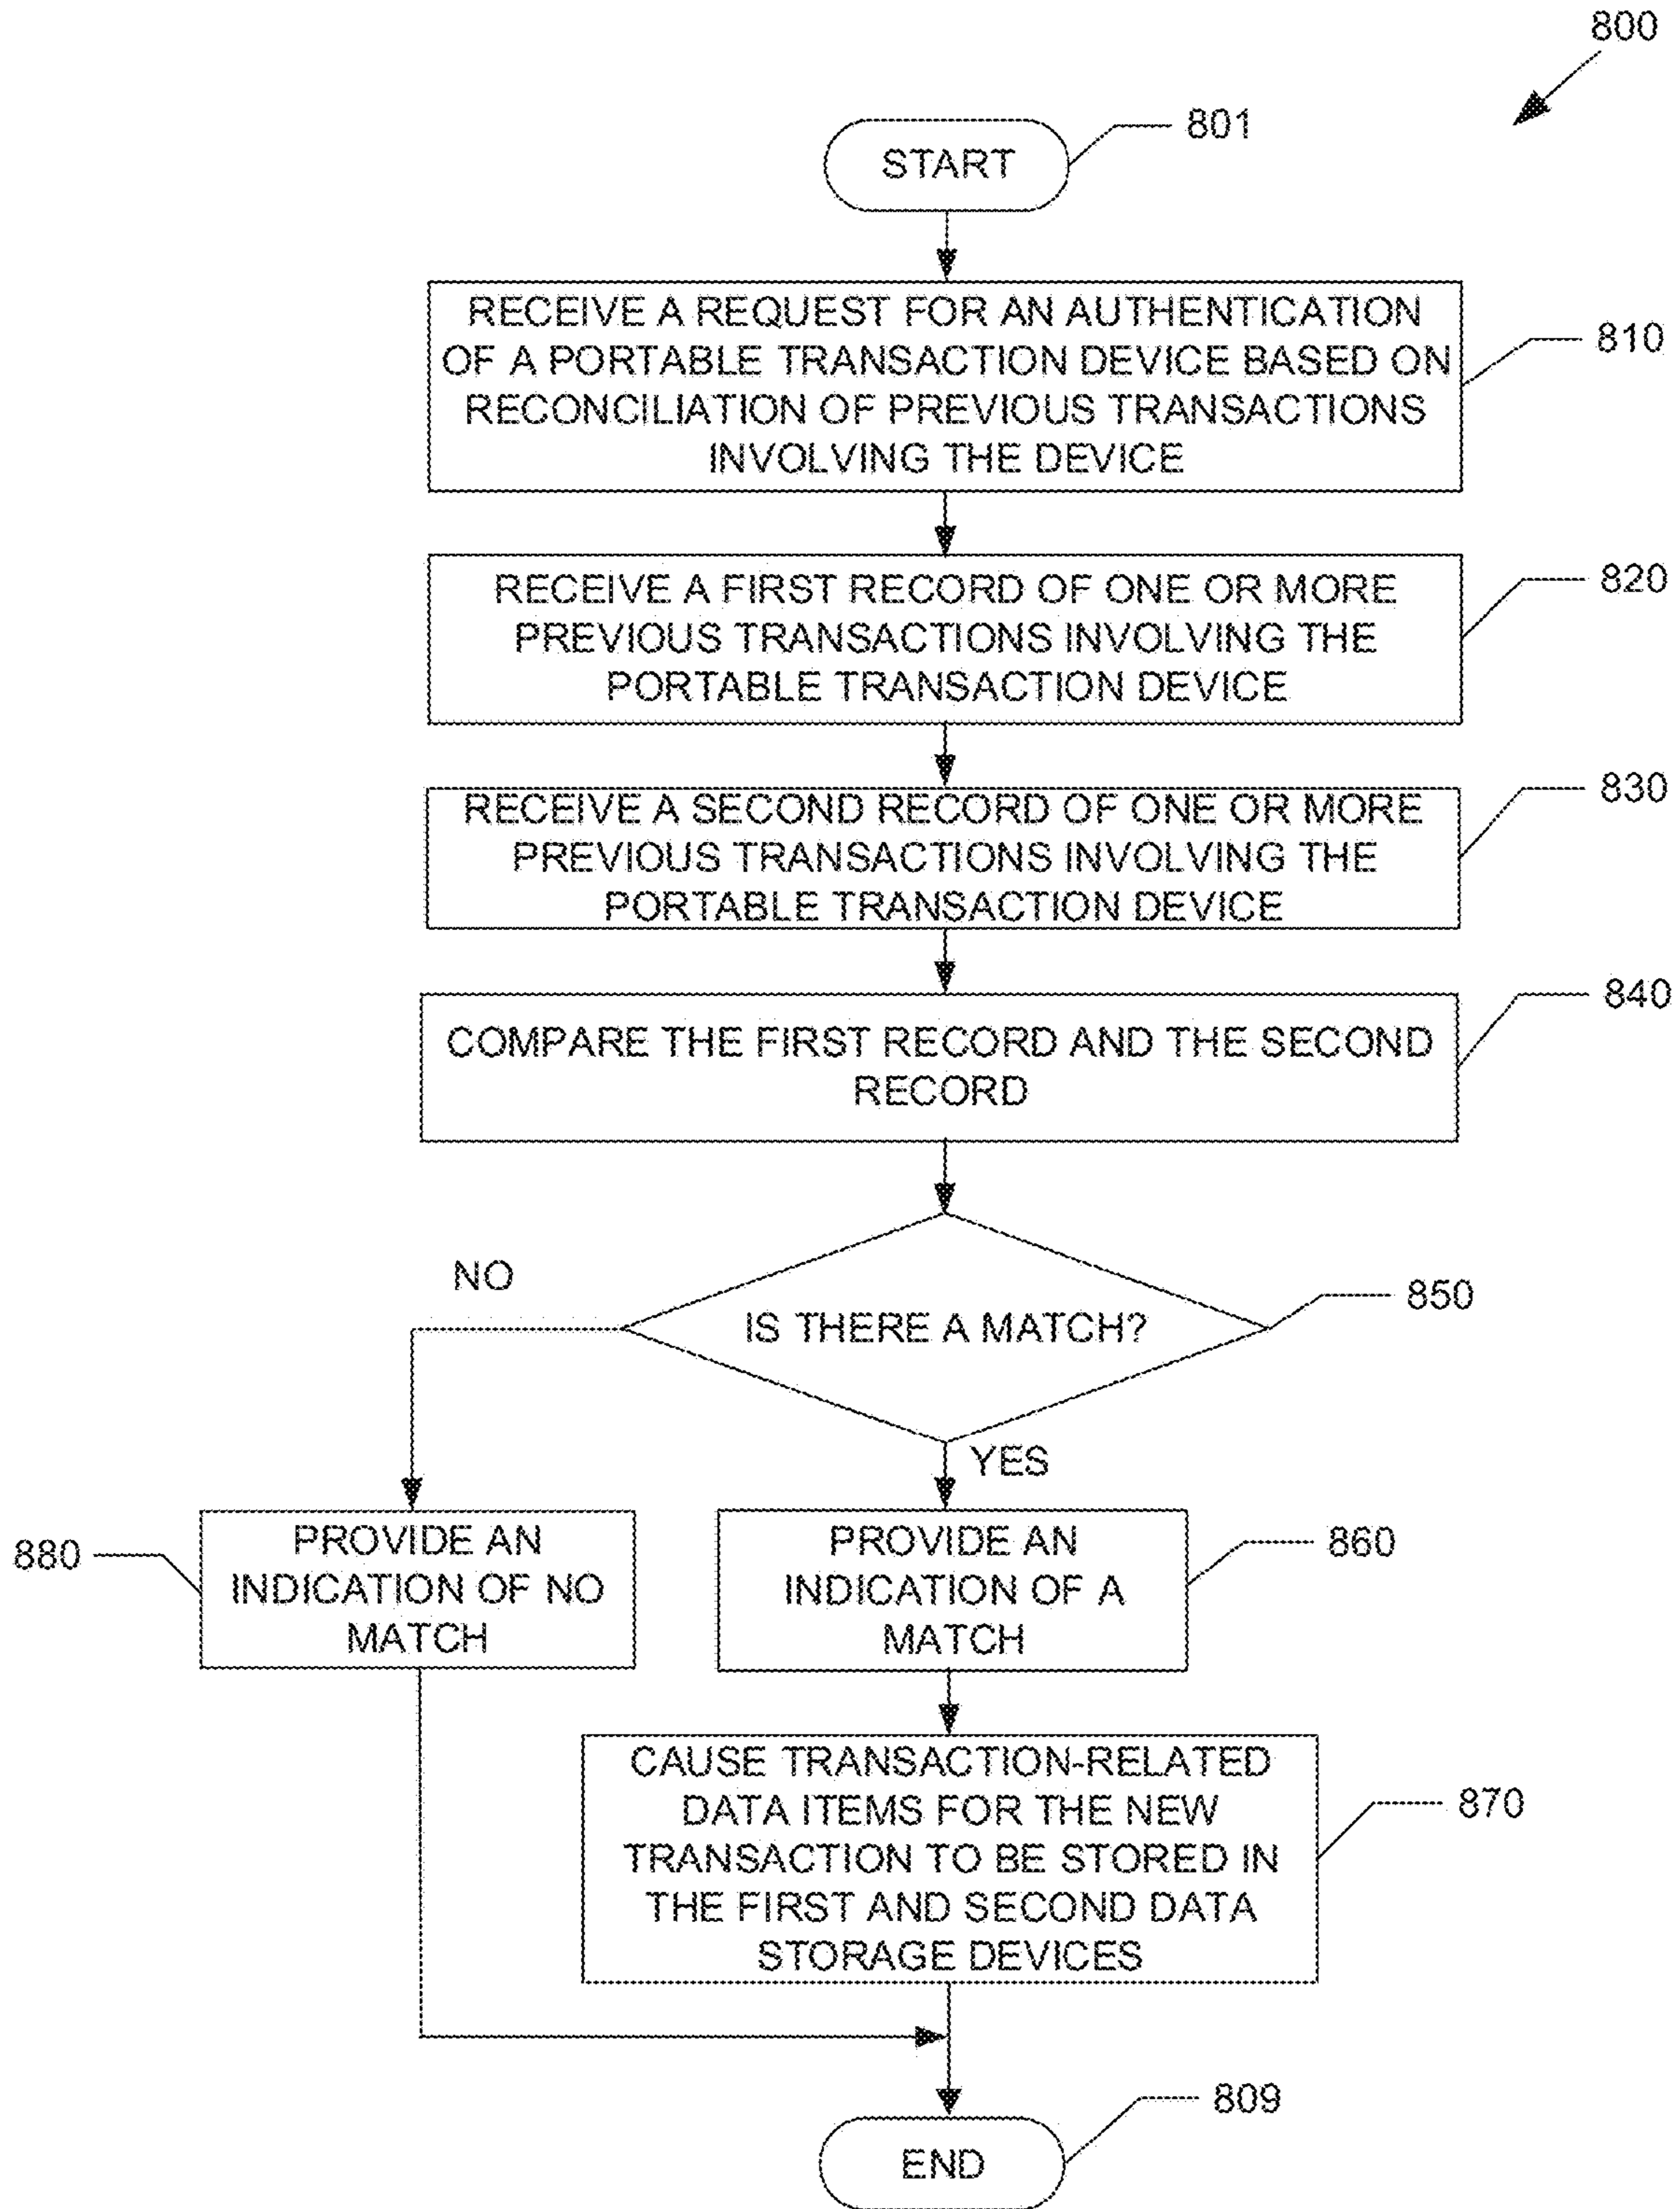 800
801
START
RECEIVE A REQUEST FOR AN AUTHENTICATION
OF A PORTABLE TRANSACTION DEVICE BASED ON
RECONCILIATION OF PREVIOUS TRANSACTIONS
INVOLVING THE DEVICE
810
RECEIVE A FIRST RECORD OF ONE OR MORE
PREVIOUS TRANSACTIONS INVOLVING THE
PORTABLE TRANSACTION DEVICE
820
RECEIVE A SECOND RECORD OF ONE OR MORE
PREVIOUS TRANSACTIONS INVOLVING THE
PORTABLE TRANSACTION DEVICE
830
COMPARE THE FIRST RECORD AND THE SECOND
RECORD
840
NO
IS THERE A MATCH?
850
YES
880
PROVIDE AN
INDICATION OF NO
MATCH
PROVIDE AN
INDICATION OF A
MATCH
860
CAUSE TRANSACTION-RELATED
DATA ITEMS FOR THE NEW
TRANSACTION TO BE STORED IN
THE FIRST AND SECOND DATA
STORAGE DEVICES
870
809
END